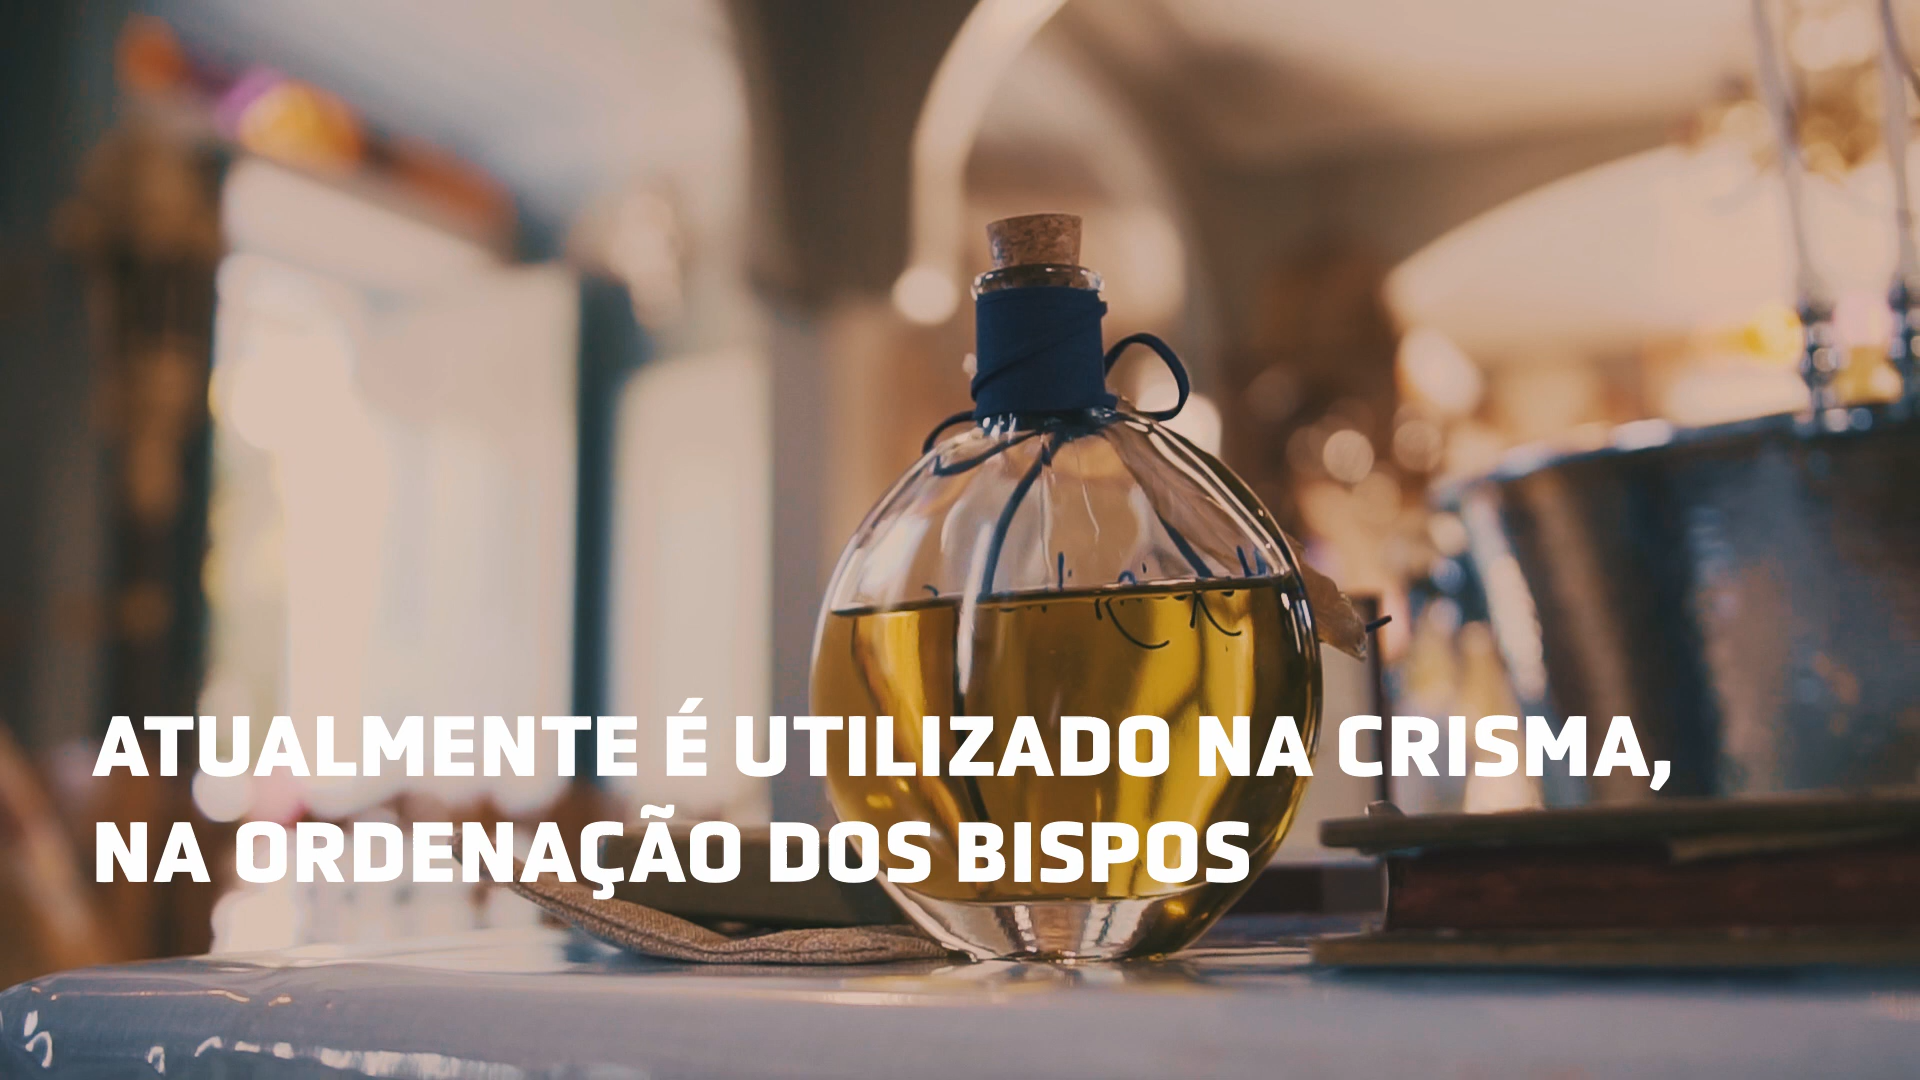 ATUALMENTE É UTILIZADO NA CRISMA,
NA ORDENAÇÃO DOS BISPOS